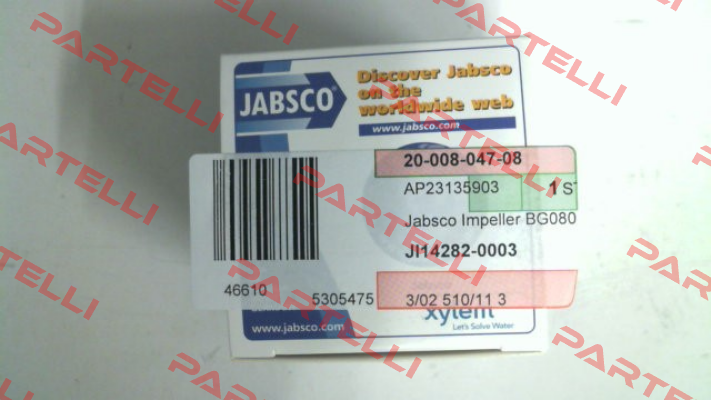 JABSCO
Discover Jabsco
on the
worldwide web
www.jabsco.com
20-008-047-08
AP23135903
1 ST
Jabsco Impeller BG080
JI14282-0003
46610
5305475
3/02 510/11 3
xylem
Let's Solve Water
www.jabsco.com
PARTELLI
PARTELLI
PARTELLI
PARTELLI
PARTELLI
PARTELLI
PARTELLI